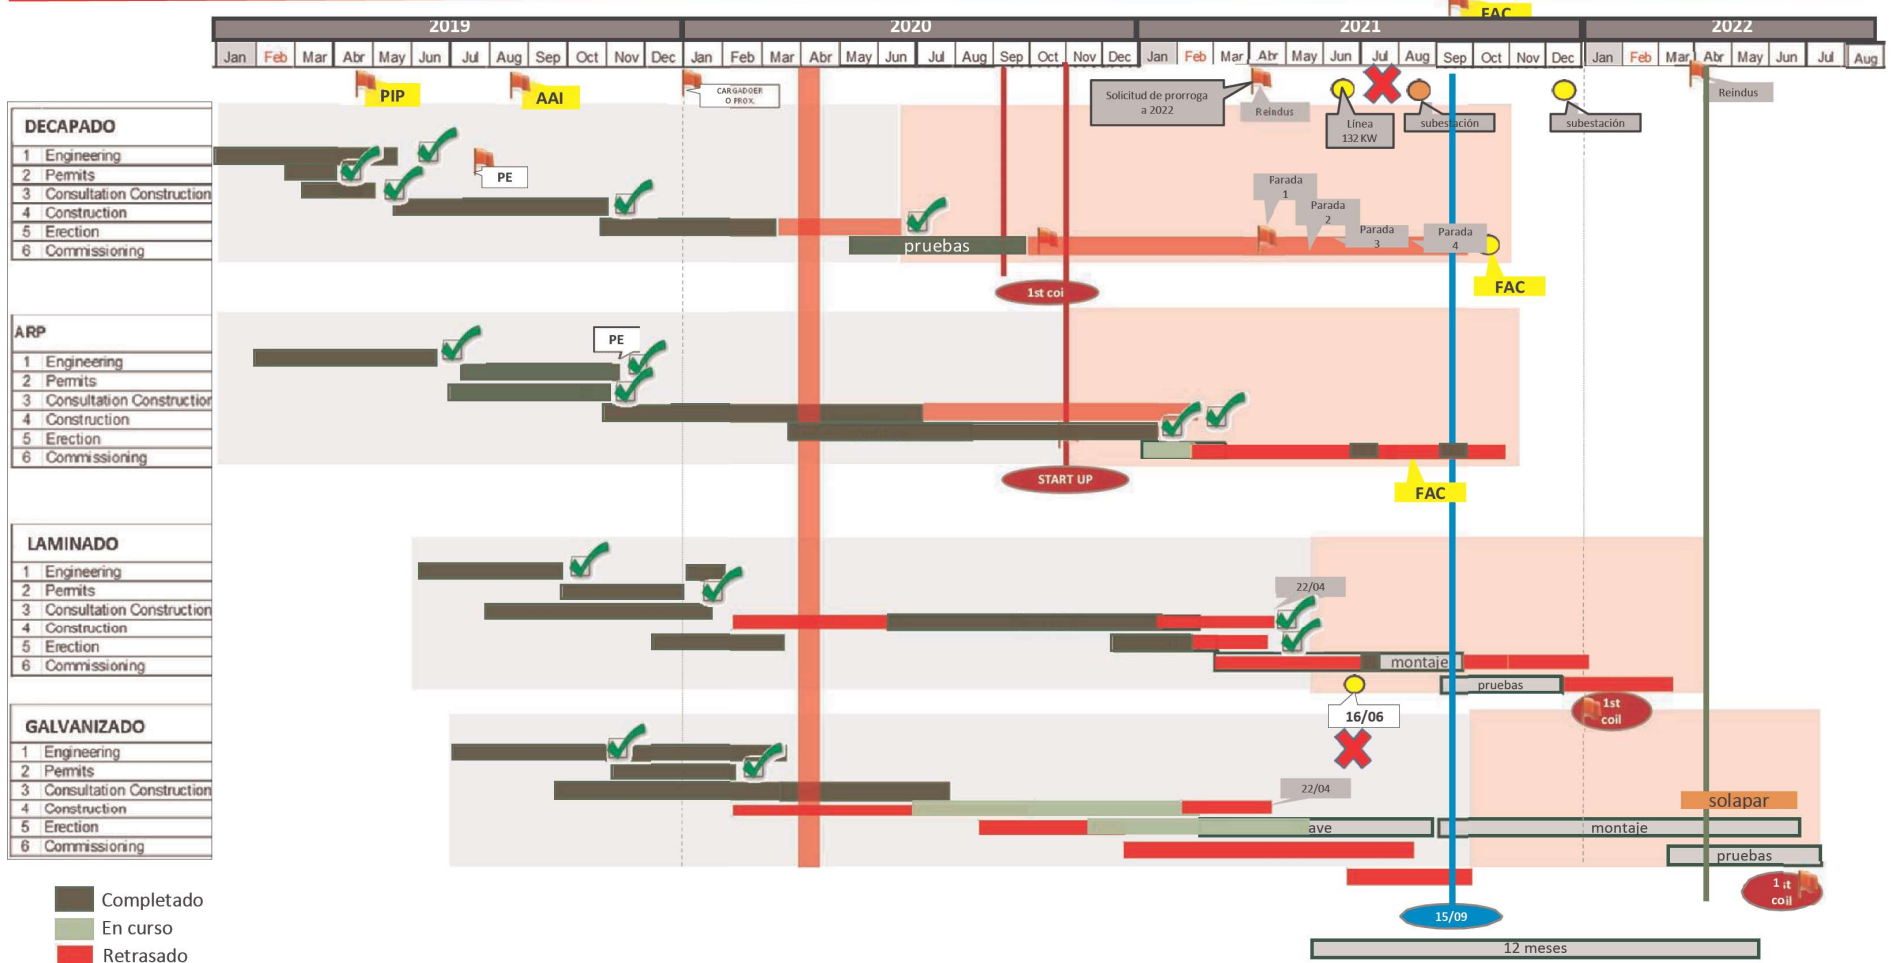 FAC
2019 2020 2021 2022
Jan Feb Mar Abr May Jun Jul Aug Sep Oct Nov Dec Jan Feb Mar Abr May Jun Jul Aug Sep Oct Nov Dec Jan Feb Mar Abr May Jun Jul Aug Sep Oct Nov Dec Jan Feb Mar Abr May Jun Jul Aug
PIP
AAI
CARGADOER
O PROX.
Solicitud de prorroga
a 2022
Reindus
Línea
132 KW
subestación
subestación
Reindus
DECAPADO
1 Engineering
2 Permits
3 Consultation Construction
4 Construction
5 Erection
6 Commissioning
PE
pruebas
Parada
1
Parada
2
Parada
3
Parada
4
FAC
1st coi
ARP
1 Engineering
2 Permits
3 Consultation Constructior
4 Construction
5 Erection
6 Commissioning
PE
START UP
FAC
LAMINADO
1 Engineering
2 Permits
3 Consultation Construction
4 Construction
5 Erection
6 Commissioning
22/04
montaje
pruebas
1st
coil
16/06
GALVANIZADO
1 Engineering
2 Permits
3 Consultation Construction
4 Construction
5 Erection
6 Commissioning
22/04
solapar
ave
montaje
pruebas
1 it
coil
15/09
12 meses
Completado
En curso
Retrasado